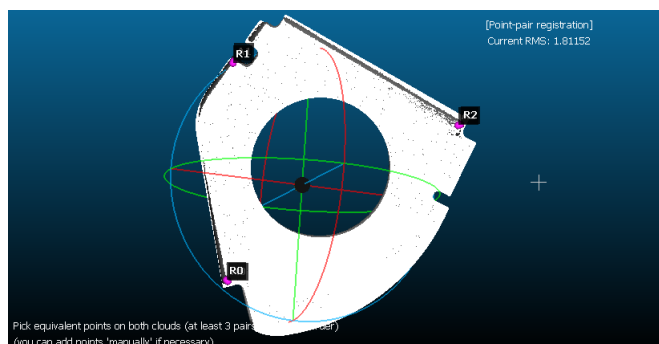 [Point-pair registration]
Current RMS: 1.81152
R1
R2
R0
Pick equivalent points on both clouds (at least 3 pairs der)
(you can add points 'manually' if necessary)